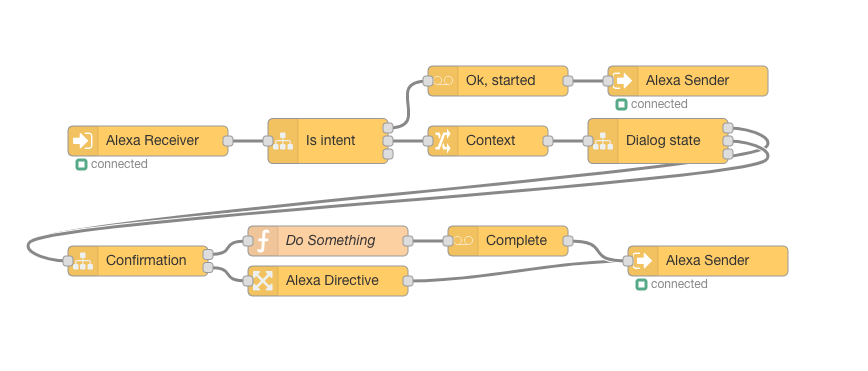 Ok, started
Alexa Sender
connected
Alexa Receiver
Is intent
Context
Dialog state
connected
Do Something
Complete
Confirmation
Alexa Sender
Alexa Directive
connected